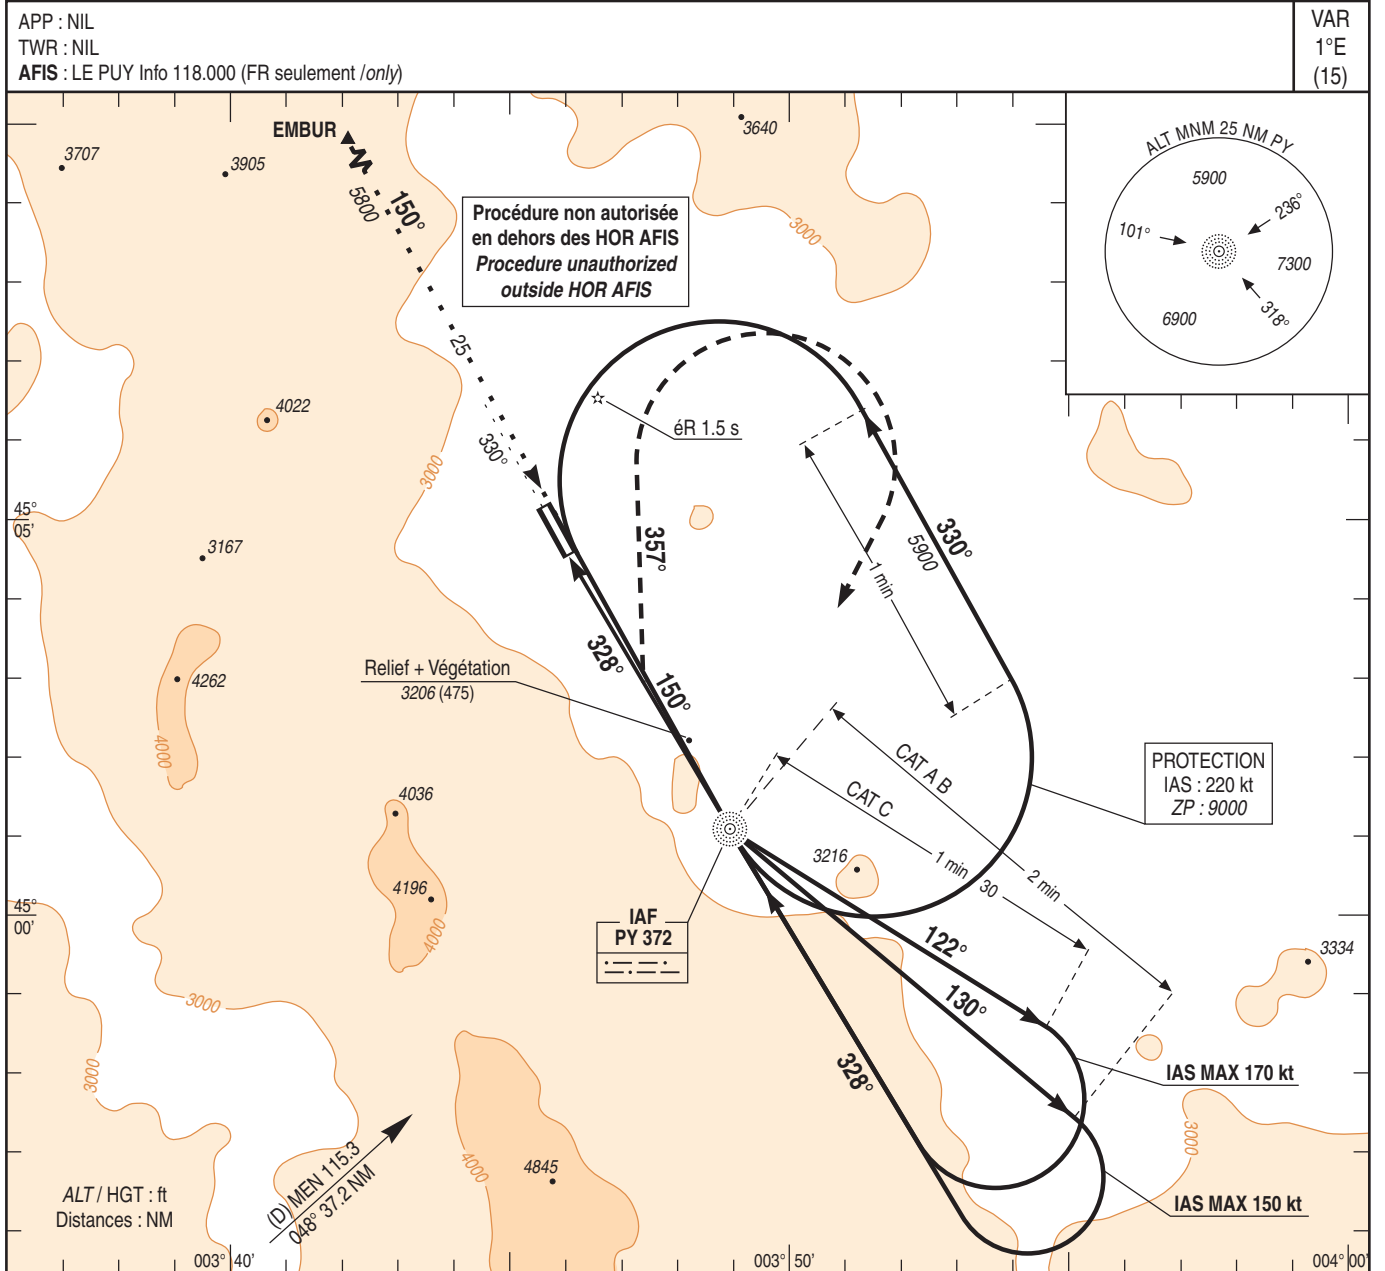 APP : NIL
TWR : NIL
AFIS : LE PUY Info 118.000 (FR seulement /only)
VAR
1°E
(15)
EMBUR
3707
3905
3640
5800
150°
Procédure non autorisée
en dehors des HOR AFIS
Procedure unauthorized
outside HOR AFIS
3000
ALT MNM 25 NM PY
5900
236°
101°
7300
6900
318°
25
4022
éR 1.5 s
330°
3000
45°
05'
3167
357°
330°
5900
1 min
328°
150°
Relief + Végétation
3206 (475)
4262
4000
CAT A B
CAT C
PROTECTION
IAS : 220 kt
ZP : 9000
4036
3216
1 min 30
2 min
4196
4000
45°
00'
IAF
PY 372
122°
130°
3334
3000
328°
3000
IAS MAX 170 kt
3000
4000
4845
IAS MAX 150 kt
(D) MEN 115.3
048° 37.2 NM
ALT / HGT : ft
Distances : NM
003° 40'
003° 50'
004° 00'